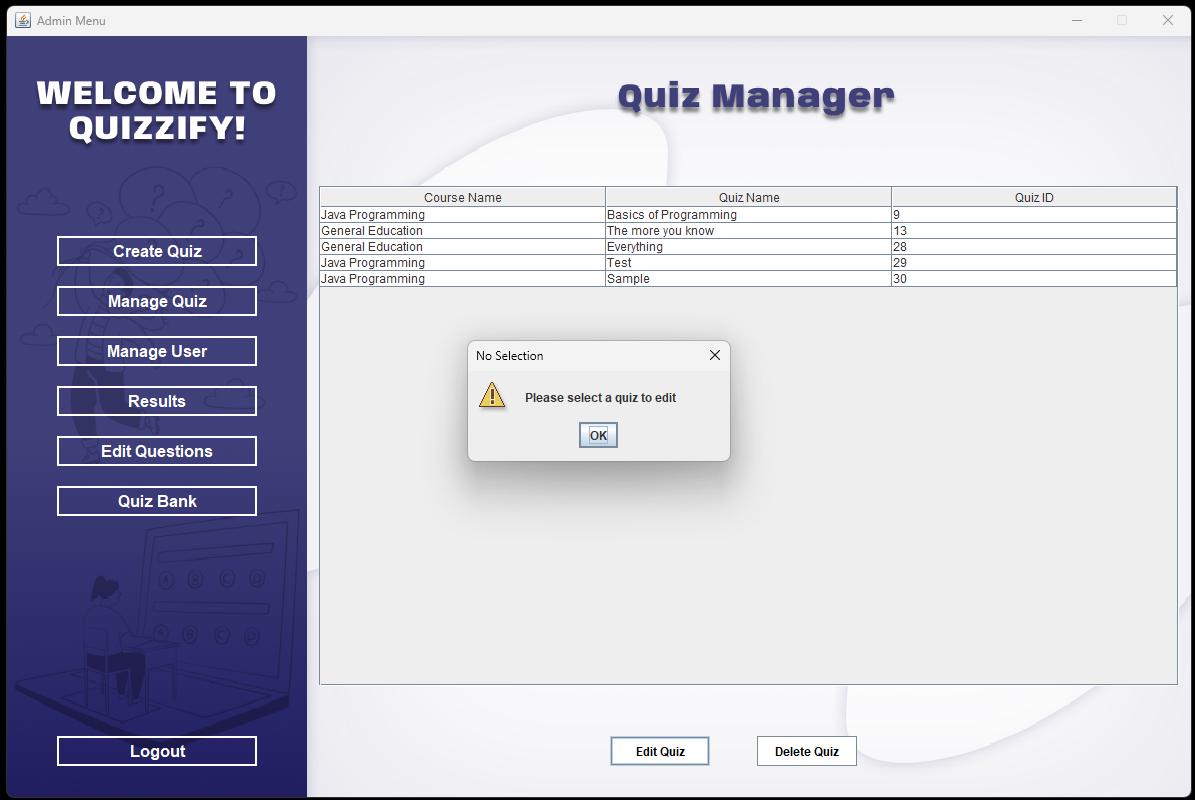 Admin Menu
WELCOME TO
QUIZZIFY!
Create Quiz
Manage Quiz
Manage User
Results
Edit Questions
Quiz Bank
Logout
Quiz Manager
Course Name Quiz Name Quiz ID
Java Programming Basics of Programming 9
General Education The more you know 13
General Education Everything 28
Java Programming Test 29
Java Programming Sample 30
No Selection
Please select a quiz to edit
OK
Edit Quiz Delete Quiz
A B C D
A B C D